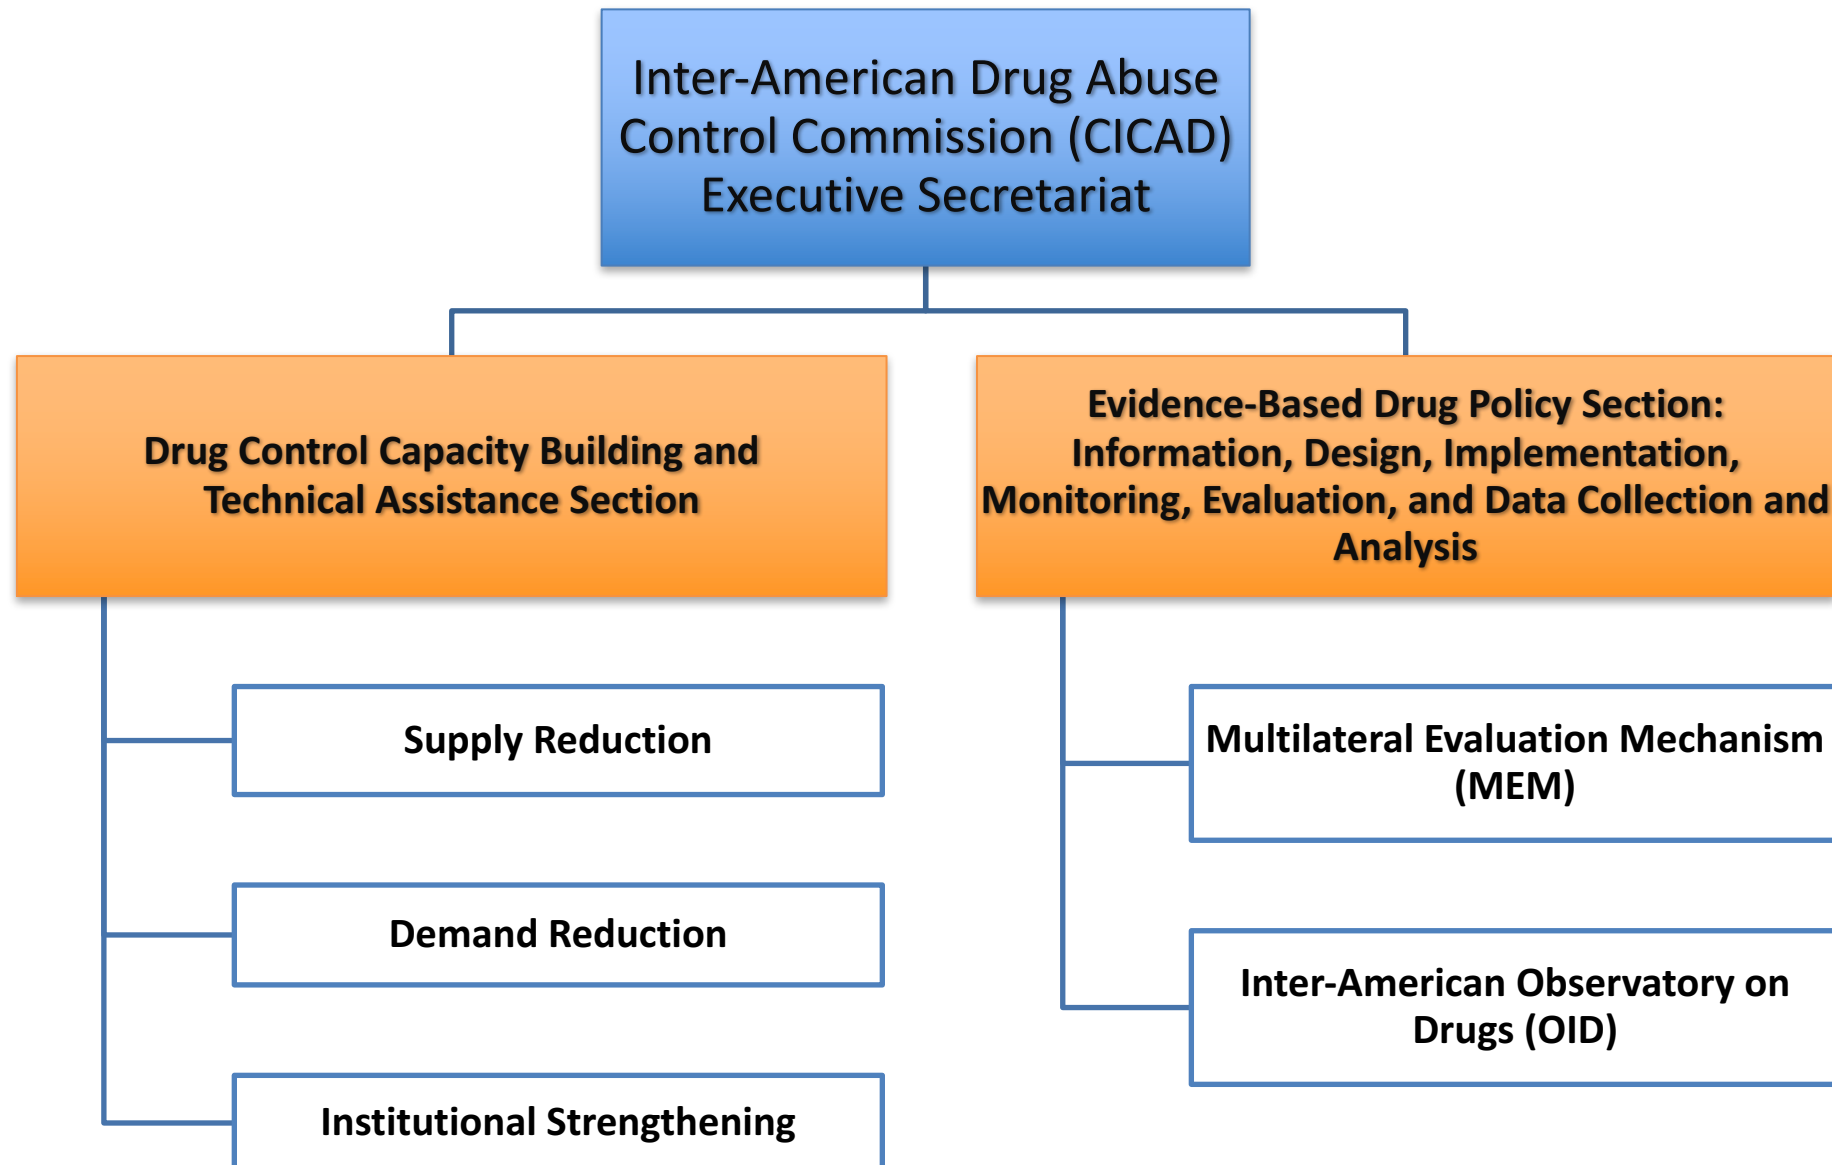 Inter-American Drug Abuse
Control Commission (CICAD)
Executive Secretariat
Drug Control Capacity Building and
Technical Assistance Section
Supply Reduction
Demand Reduction
Institutional Strengthening
Evidence-Based Drug Policy Section:
Information, Design, Implementation,
Monitoring, Evaluation, and Data Collection and
Analysis
Multilateral Evaluation Mechanism
(MEM)
Inter-American Observatory on
Drugs (OID)